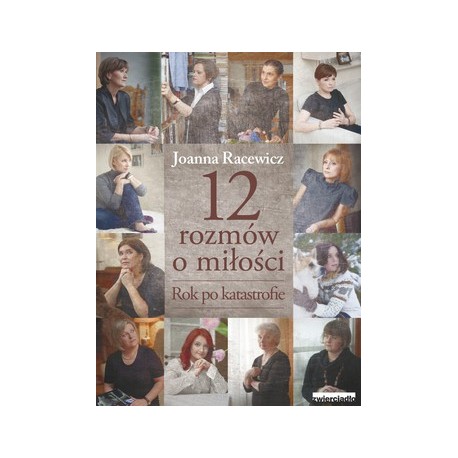 Joanna Racewicz
12
rozmów
o miłości
Rok po katastrofie
zwierciadło